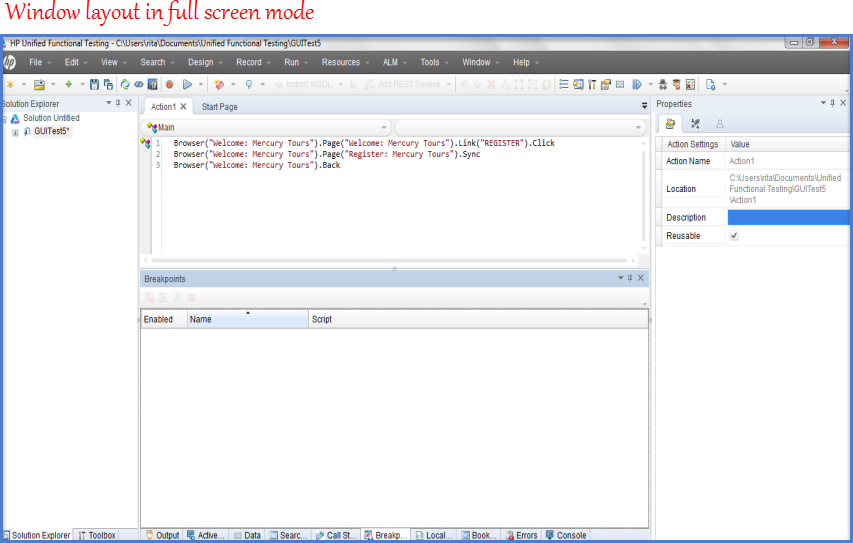 Window layout in full screen mode
HP Unified Functional Testing - C:\Users\rita\Documents\Unified Functional Testing\GUITest5
hp File Edit View Search Design Record Run Resources ALM Tools Window Help
Import WSDL Add REST Service
Solution Explorer
Solution Untitled
GUITest5*
Action1 Start Page
Main
1 Browser("Welcome: Mercury Tours").Page("Welcome: Mercury Tours").Link("REGISTER").Click
2 Browser("Welcome: Mercury Tours").Page("Register: Mercury Tours").Sync
3 Browser("Welcome: Mercury Tours").Back
Breakpoints
Enabled Name Script
Properties
Action Settings Value
Action Name Action1
Location C:\Users\rita\Documents\Unified
Functional Testing\GUITest5
\Action1
Description
Reusable
Solution Explorer Toolbox
Output Active... Data Searc... Call St... Breakp... Local... Book... Errors Console